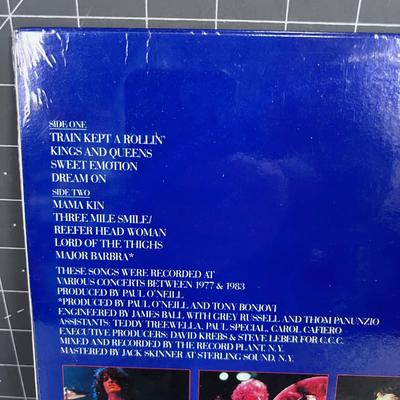 SIDE ONE
TRAIN KEPT A ROLLIN'
KINGS AND QUEENS
SWEET EMOTION
DREAM ON
SIDE TWO
MAMA KIN
THREE MILE SMILE/
REEFER HEAD WOMAN
LORD OF THE THIGHS
MAJOR BARBRA*
THESE SONGS WERE RECORDED AT
VARIOUS CONCERTS BETWEEN 1977 & 1983
PRODUCED BY PAUL O'NEILL
*PRODUCED BY PAUL O'NEILL AND TONY BONJOVI
ENGINEERED BY JAMES BALL WITH GREY RUSSELL AND THOM PANUNZIO
ASSISTANTS: TEDDY TREEWELLA, PAUL SPECIAL, CAROL CAFIERO
EXECUTIVE PRODUCERS: DAVID KREBS & STEVE LEBER FOR C.C.C.
MIXED AND RECORDED BY THE RECORD PLANT, N.Y.
MASTERED BY JACK SKINNER AT STERLING SOUND, N.Y.